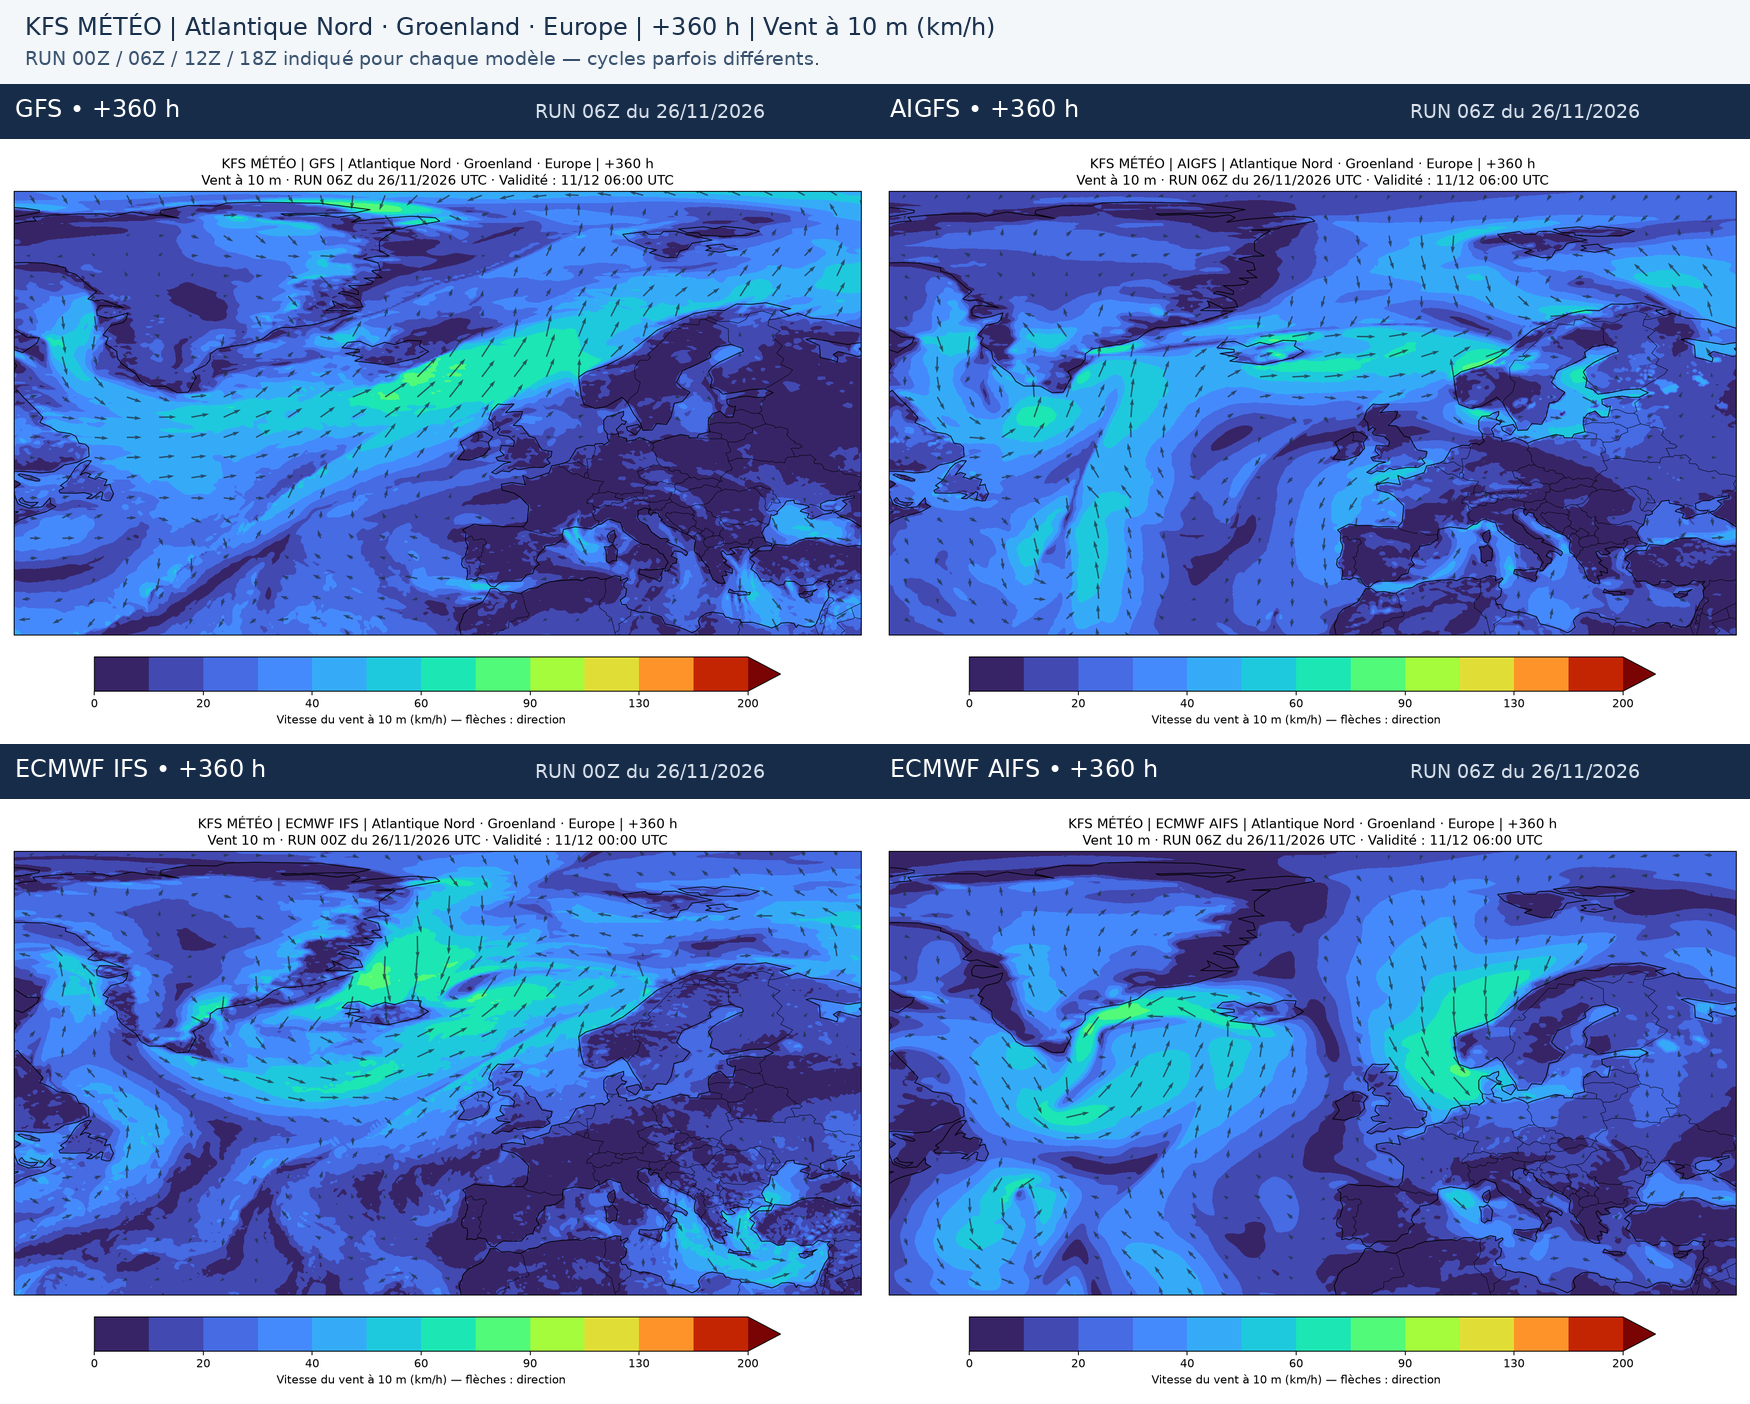 KFS MÉTÉO | Atlantique Nord · Groenland · Europe | +360 h | Vent à 10 m (km/h)
RUN 00Z / 06Z / 12Z / 18Z indiqué pour chaque modèle — cycles parfois différents.
GFS • +360 h RUN 06Z du 26/11/2026
KFS MÉTÉO | GFS | Atlantique Nord · Groenland · Europe | +360 h
Vent à 10 m · RUN 06Z du 26/11/2026 UTC · Validité : 11/12 06:00 UTC
0 20 40 60 90 130 200
Vitesse du vent à 10 m (km/h) — flèches : direction
AIGFS • +360 h RUN 06Z du 26/11/2026
KFS MÉTÉO | AIGFS | Atlantique Nord · Groenland · Europe | +360 h
Vent à 10 m · RUN 06Z du 26/11/2026 UTC · Validité : 11/12 06:00 UTC
0 20 40 60 90 130 200
Vitesse du vent à 10 m (km/h) — flèches : direction
ECMWF IFS • +360 h RUN 00Z du 26/11/2026
KFS MÉTÉO | ECMWF IFS | Atlantique Nord · Groenland · Europe | +360 h
Vent 10 m · RUN 00Z du 26/11/2026 UTC · Validité : 11/12 00:00 UTC
0 20 40 60 90 130 200
Vitesse du vent à 10 m (km/h) — flèches : direction
ECMWF AIFS • +360 h RUN 06Z du 26/11/2026
KFS MÉTÉO | ECMWF AIFS | Atlantique Nord · Groenland · Europe | +360 h
Vent 10 m · RUN 06Z du 26/11/2026 UTC · Validité : 11/12 06:00 UTC
0 20 40 60 90 130 200
Vitesse du vent à 10 m (km/h) — flèches : direction